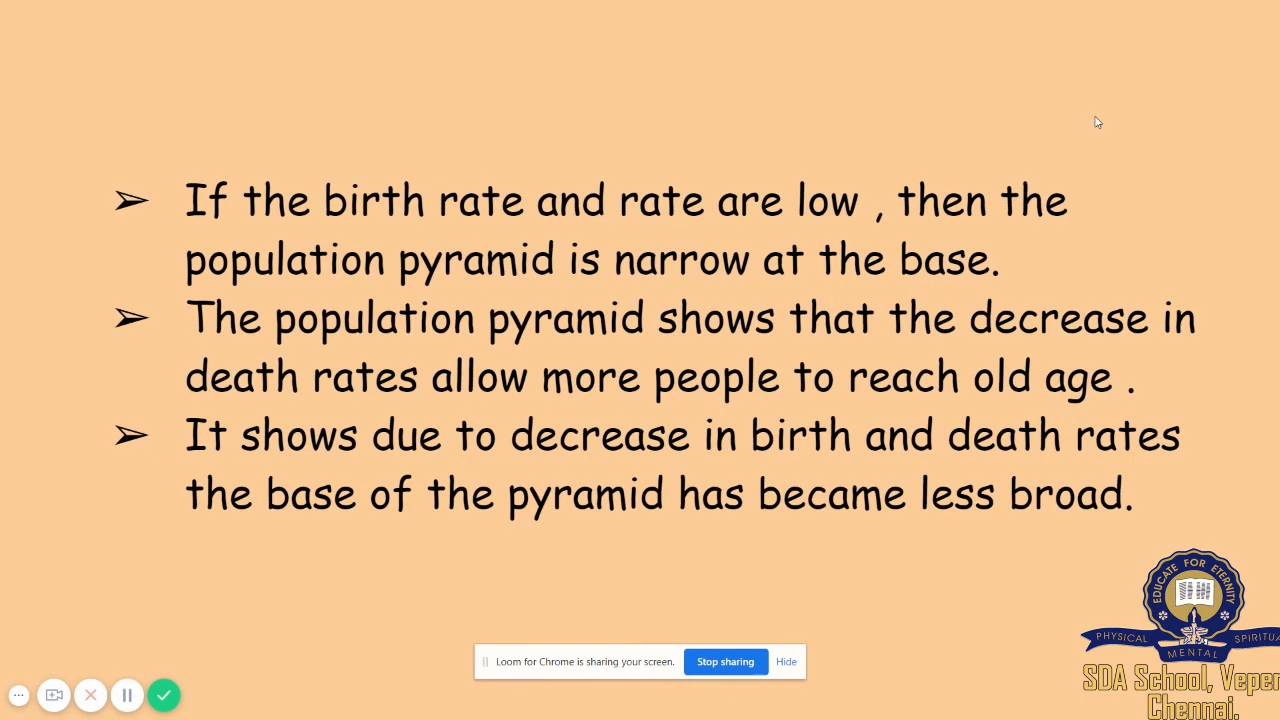 ➢ If the birth rate and rate are low , then the
population pyramid is narrow at the base.
➢ The population pyramid shows that the decrease in
death rates allow more people to reach old age .
➢ It shows due to decrease in birth and death rates
the base of the pyramid has became less broad.
EDUCATE FOR ETERNITY
PHYSICAL
MENTAL
Loom for Chrome is sharing your screen. Stop sharing Hide
SDA School,
Chennai.